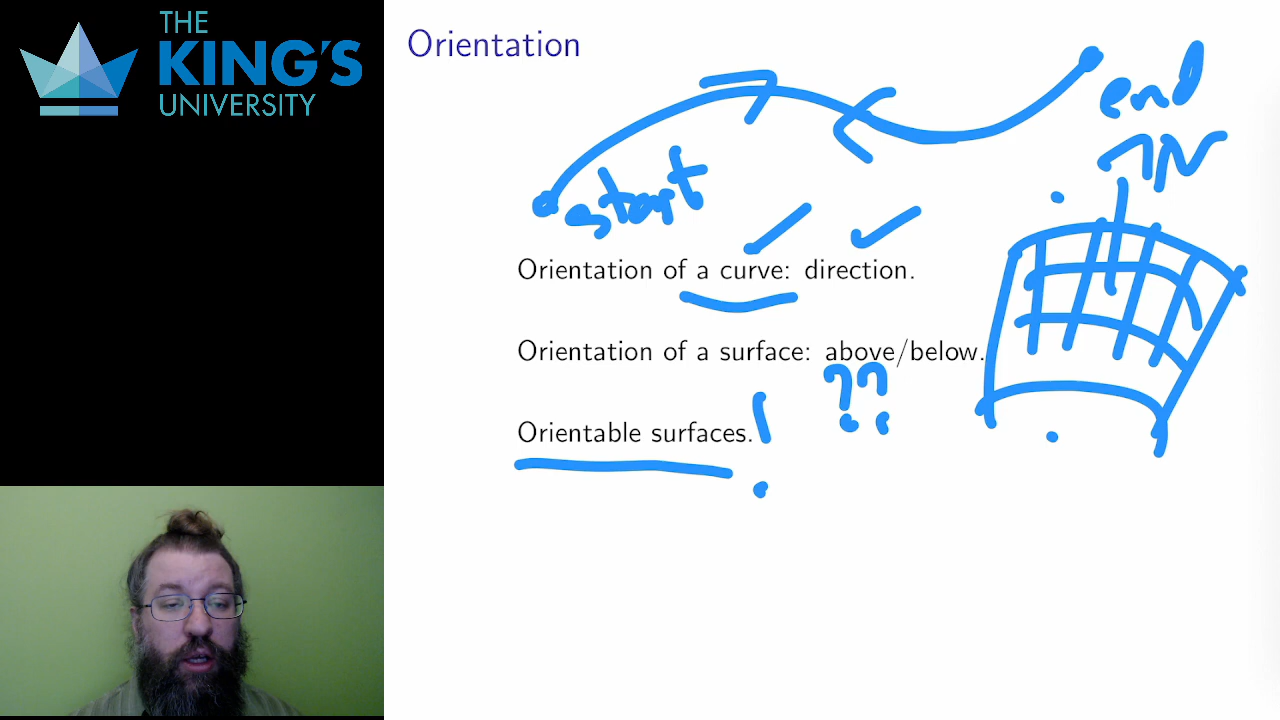 THE
KING'S
UNIVERSITY
Orientation
end
start
N
Orientation of a curve: direction.
Orientation of a surface: above/below.
??
Orientable surfaces.
!